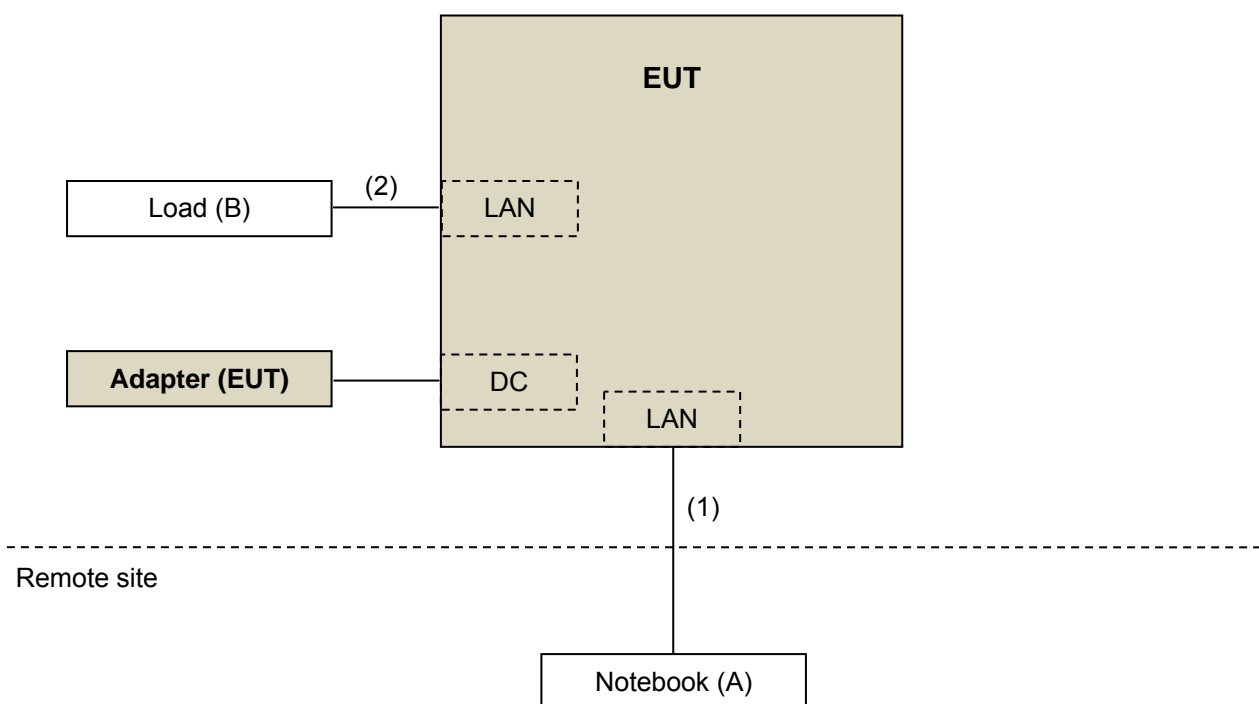 EUT
(2)
Load (B)
LAN
Adapter (EUT)
DC
LAN
(1)
Remote site
Notebook (A)